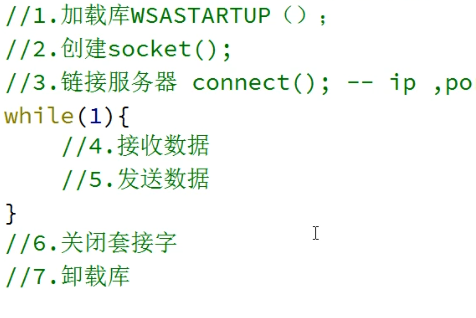 //1.加载库WSASTARTUP（）;
//2.创建socket();
//3.链接服务器 connect(); -- ip ,po
while(1){
//4.接收数据
//5.发送数据
}
//6.关闭套接字
//7.卸载库